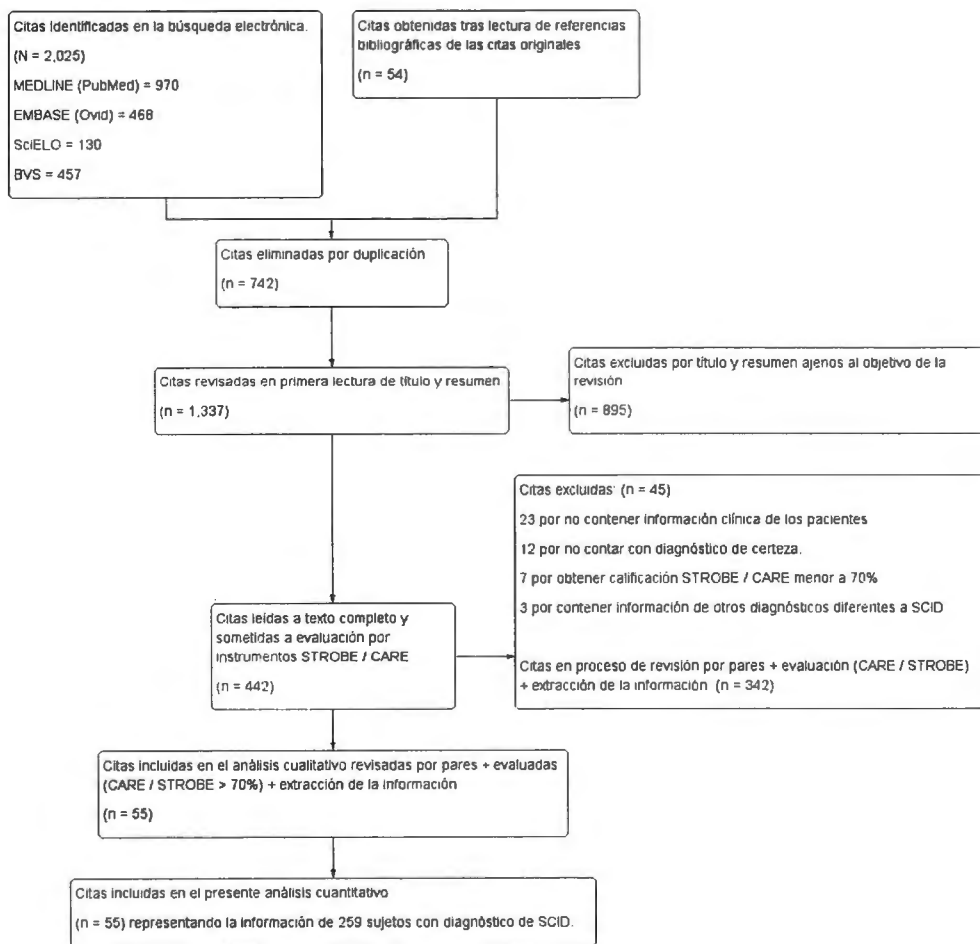 Citas identificadas en la búsqueda electrónica.
(N = 2,025)
MEDLINE (PubMed) = 970
EMBASE (Ovid) = 468
SciELO = 130
BVS = 457
Citas obtenidas tras lectura de referencias
bibliográficas de las citas originales
(n = 54)
Citas eliminadas por duplicación
(n = 742)
Citas revisadas en primera lectura de título y resumen
(n = 1,337)
Citas excluidas por título y resumen ajenos al objetivo de la
revisión
(n = 895)
Citas excluidas: (n = 45)
23 por no contener información clínica de los pacientes
12 por no contar con diagnóstico de certeza.
7 por obtener calificación STROBE / CARE menor a 70%
3 por contener información de otros diagnósticos diferentes a SCID
Citas en proceso de revisión por pares + evaluación (CARE / STROBE)
+ extracción de la información (n = 342)
Citas leídas a texto completo y
sometidas a evaluación por
instrumentos STROBE / CARE
(n = 442)
Citas incluidas en el análisis cualitativo revisadas por pares + evaluadas
(CARE / STROBE > 70%) + extracción de la información
(n = 55)
Citas incluidas en el presente análisis cuantitativo
(n = 55) representando la información de 259 sujetos con diagnóstico de SCID.